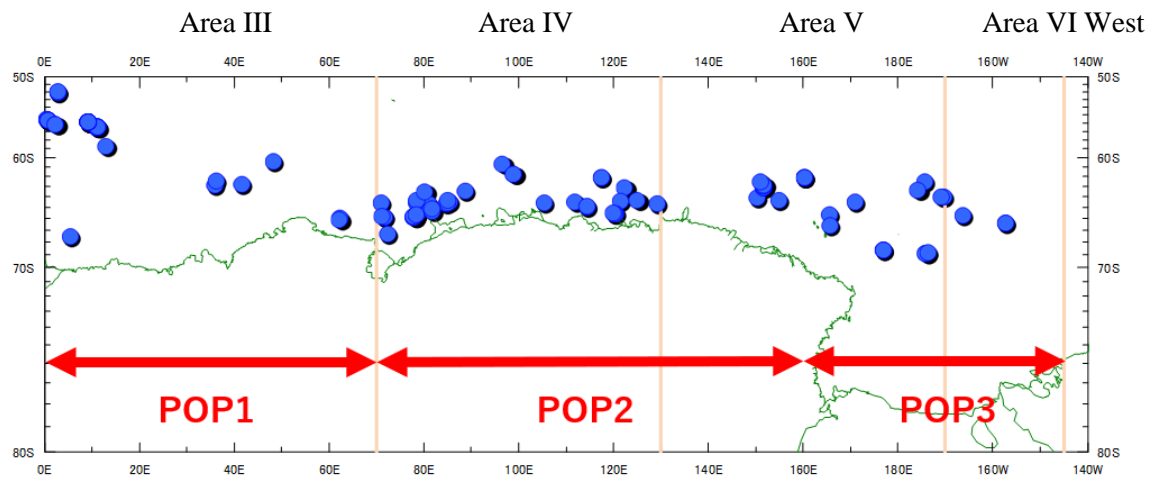 Area III Area IV Area V Area VI West
0E 20E 40E 60E 80E 100E 120E 140E 160E 180E 160W 140W
50S 50S
60S 60S
70S 70S
POP1 POP2 POP3
80S 80S
0E 20E 40E 60E 80E 100E 120E 140E 160E 180E 160W 140W